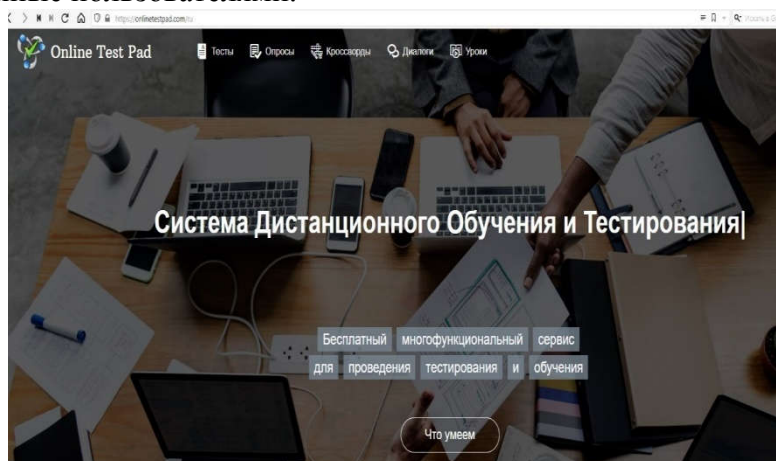 пользователями.
https://onlinetestpad.com/ru
Online Test Pad Тесты Опросы Кроссворды Диалоги Уроки
Система Дистанционного Обучения и Тестирования|
Бесплатный многофункциональный сервис
для проведения тестирования и обучения
Что умеем